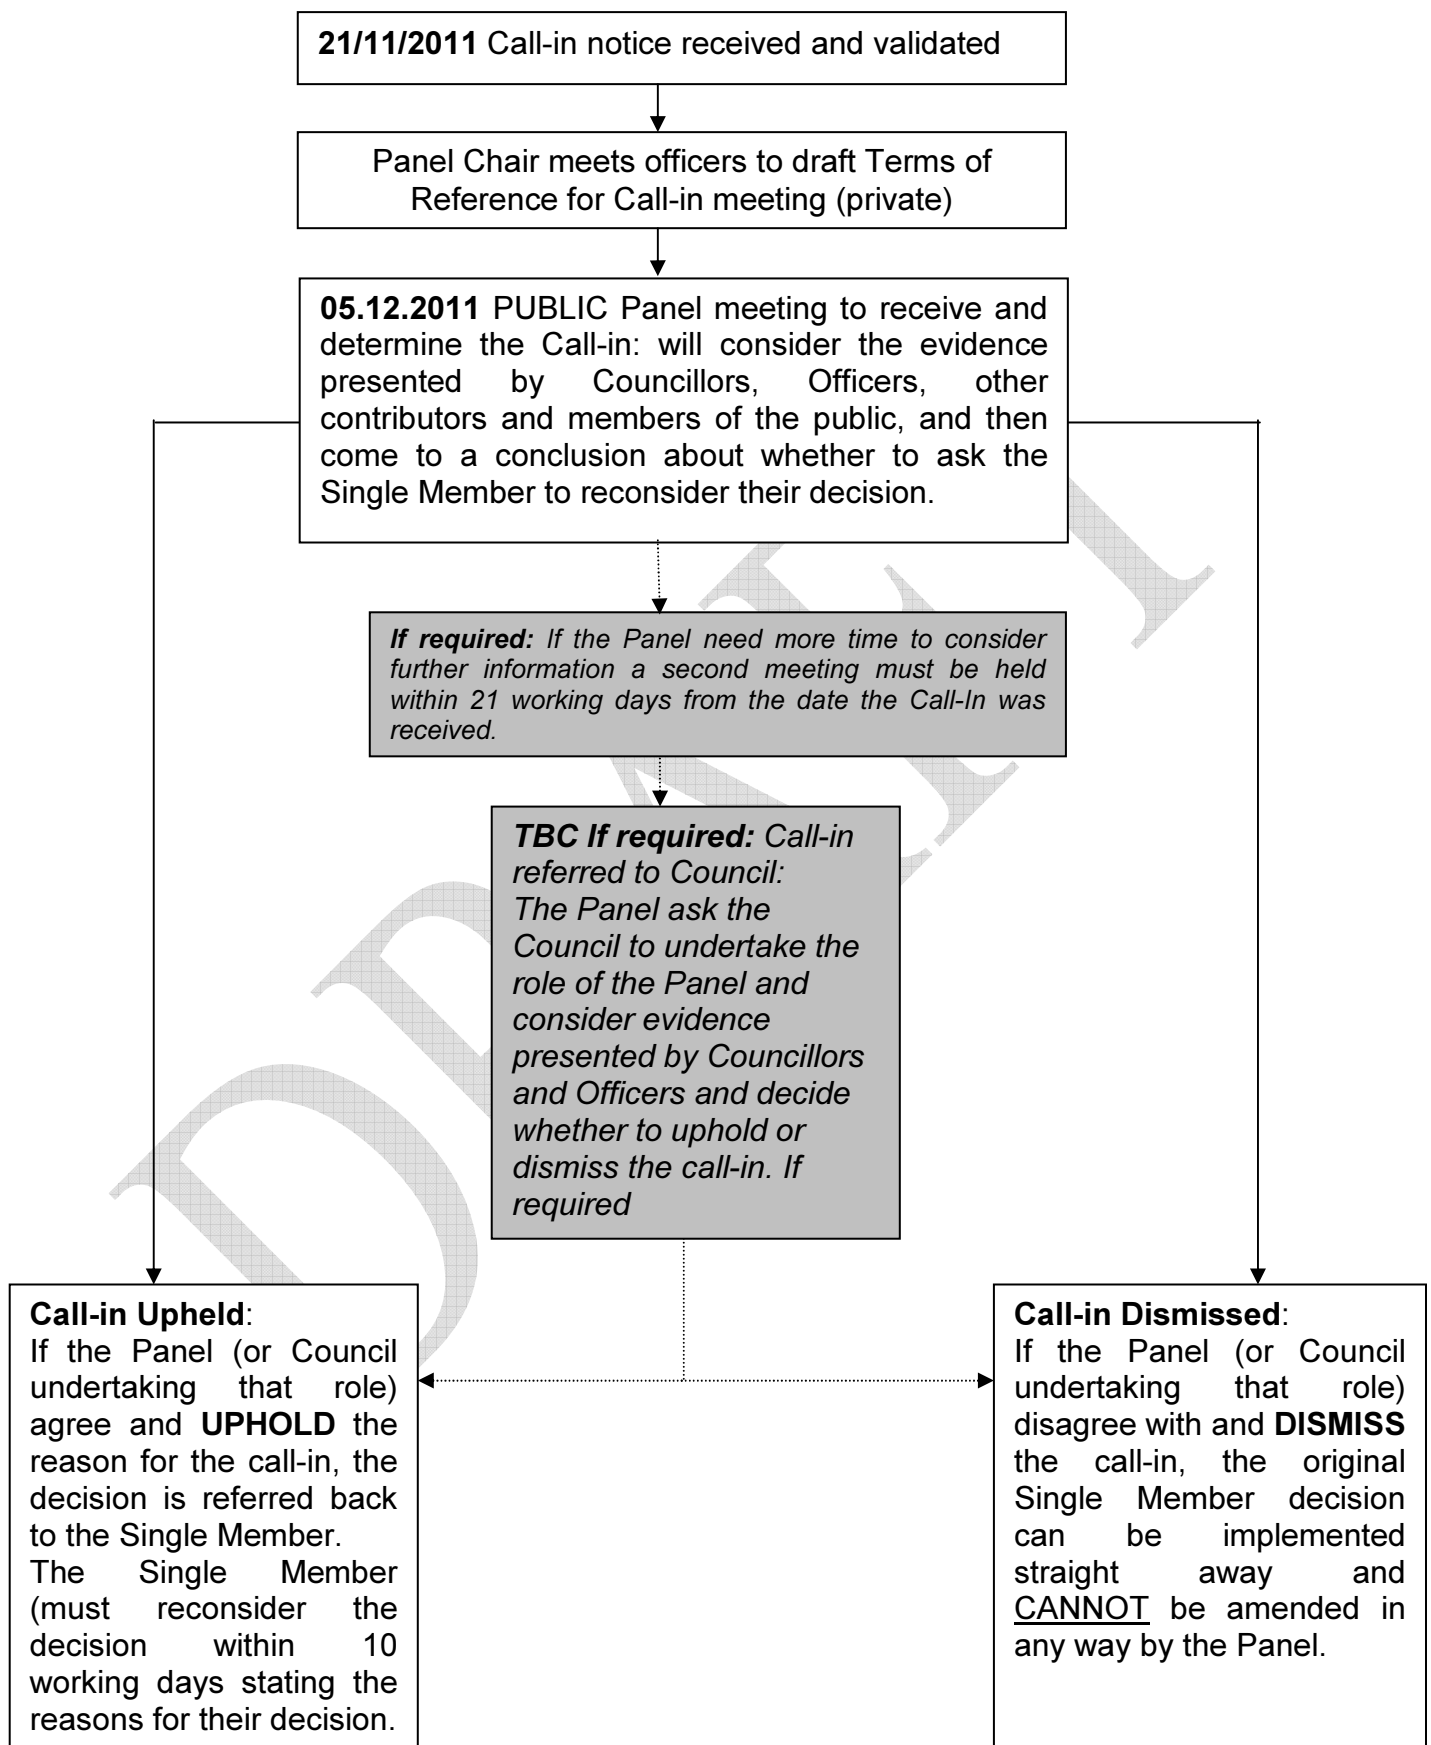 21/11/2011 Call-in notice received and validated
Panel Chair meets officers to draft Terms of
Reference for Call-in meeting (private)
05.12.2011 PUBLIC Panel meeting to receive and
determine the Call-in: will consider the evidence
presented by Councillors, Officers, other
contributors and members of the public, and then
come to a conclusion about whether to ask the
Single Member to reconsider their decision.
If required: If the Panel need more time to consider
further information a second meeting must be held
within 21 working days from the date the Call-In was
received.
TBC If required: Call-in
referred to Council:
The Panel ask the
Council to undertake the
role of the Panel and
consider evidence
presented by Councillors
and Officers and decide
whether to uphold or
dismiss the call-in. If
required
Call-in Upheld:
If the Panel (or Council
undertaking that role)
agree and UPHOLD the
reason for the call-in, the
decision is referred back
to the Single Member.
The Single Member
(must reconsider the
decision within 10
working days stating the
reasons for their decision.
Call-in Dismissed:
If the Panel (or Council
undertaking that role)
disagree with and DISMISS
the call-in, the original
Single Member decision
can be implemented
straight away and
CANNOT be amended in
any way by the Panel.
DRAFT